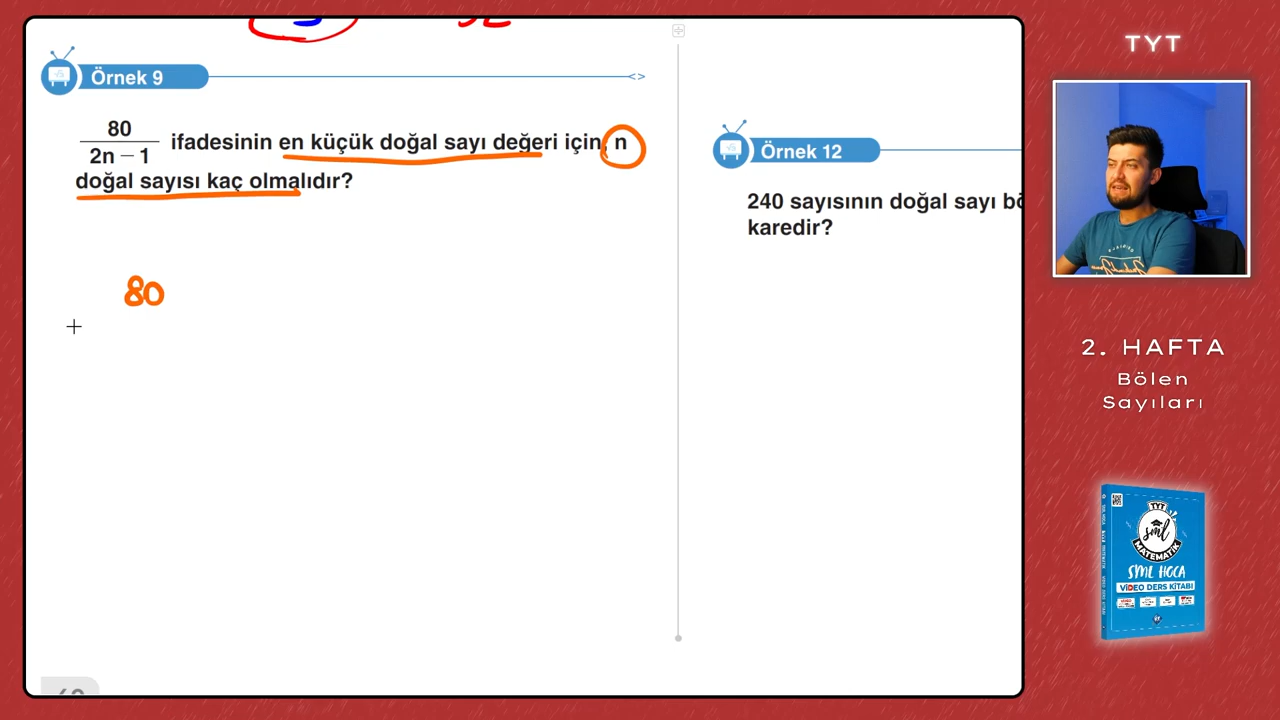 Örnek 9
80
2n − 1
ifadesinin en küçük doğal sayı değeri için, n
doğal sayısı kaç olmalıdır?
80
Örnek 12
240 sayısının doğal sayı bö
karedir?
TYT
2. HAFTA
Bölen
Sayıları
TYT
sml
MATEMATİK
SML HOCA
VİDEO DERS KİTABI